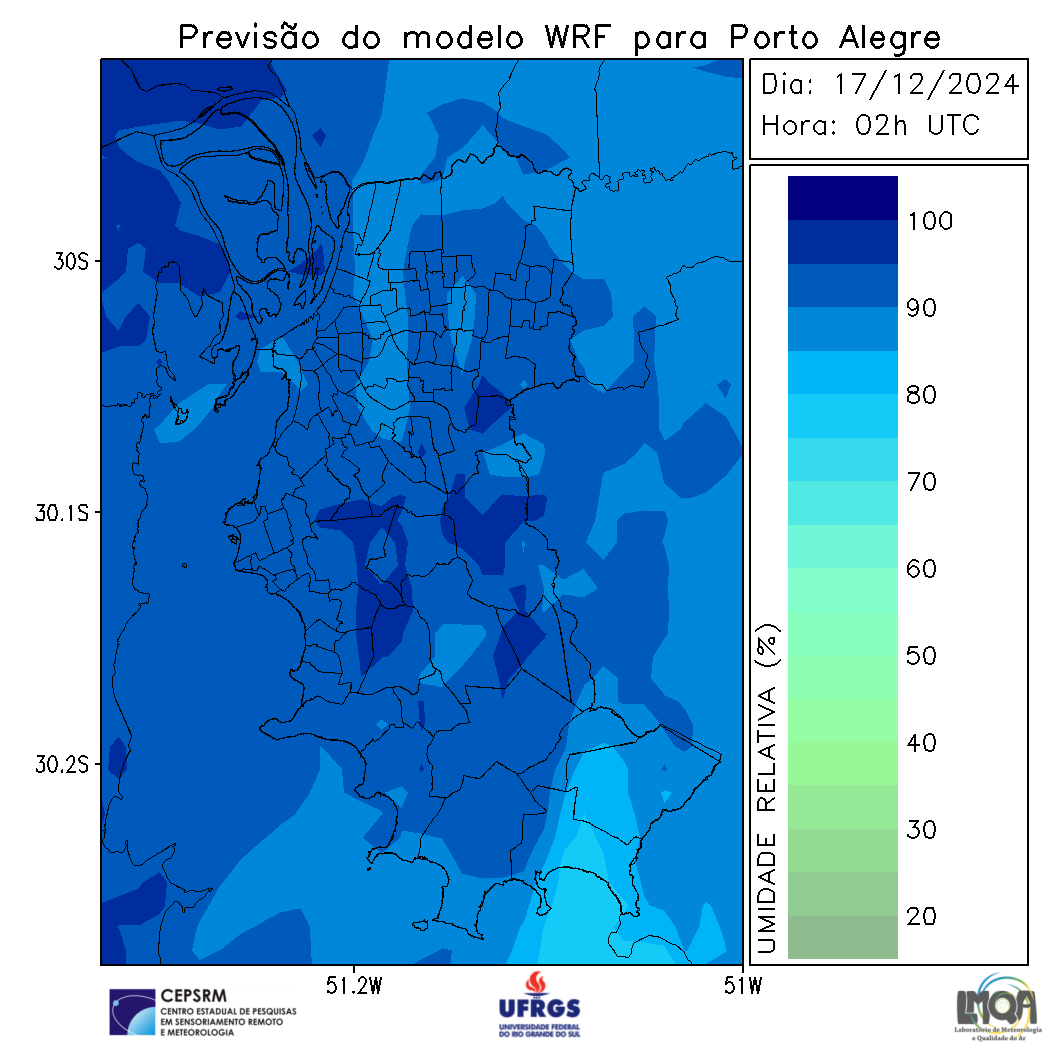 Previsão do modelo WRF para Porto Alegre
Dia: 17/12/2024
Hora: 02h UTC
100
90
80
70
60
50
40
30
20
UMIDADE RELATIVA (%)
30S
30.1S
30.2S
51.2W
51W
CEPSRM
CENTRO ESTADUAL DE PESQUISAS
EM SENSORIAMENTO REMOTO
E METEOROLOGIA
UFRGS
UNIVERSIDADE FEDERAL
DO RIO GRANDE DO SUL
LMQA
Laboratório de Meteorologia
e Qualidade do Ar